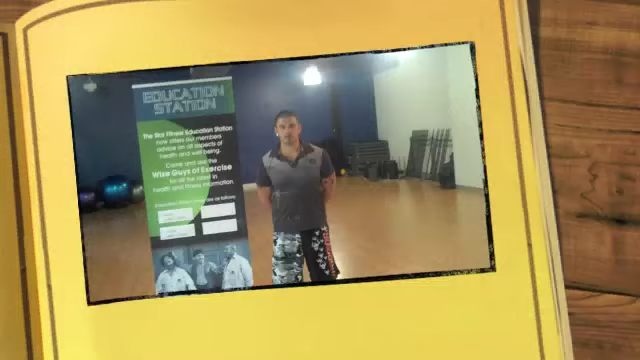 EDUCATION
STATION
The Star Fitness Education Station
now offers our members
advice on all aspects of
health and well being.
Come and see the
Wise Guys of Exercise
for all the latest in
health and fitness information.